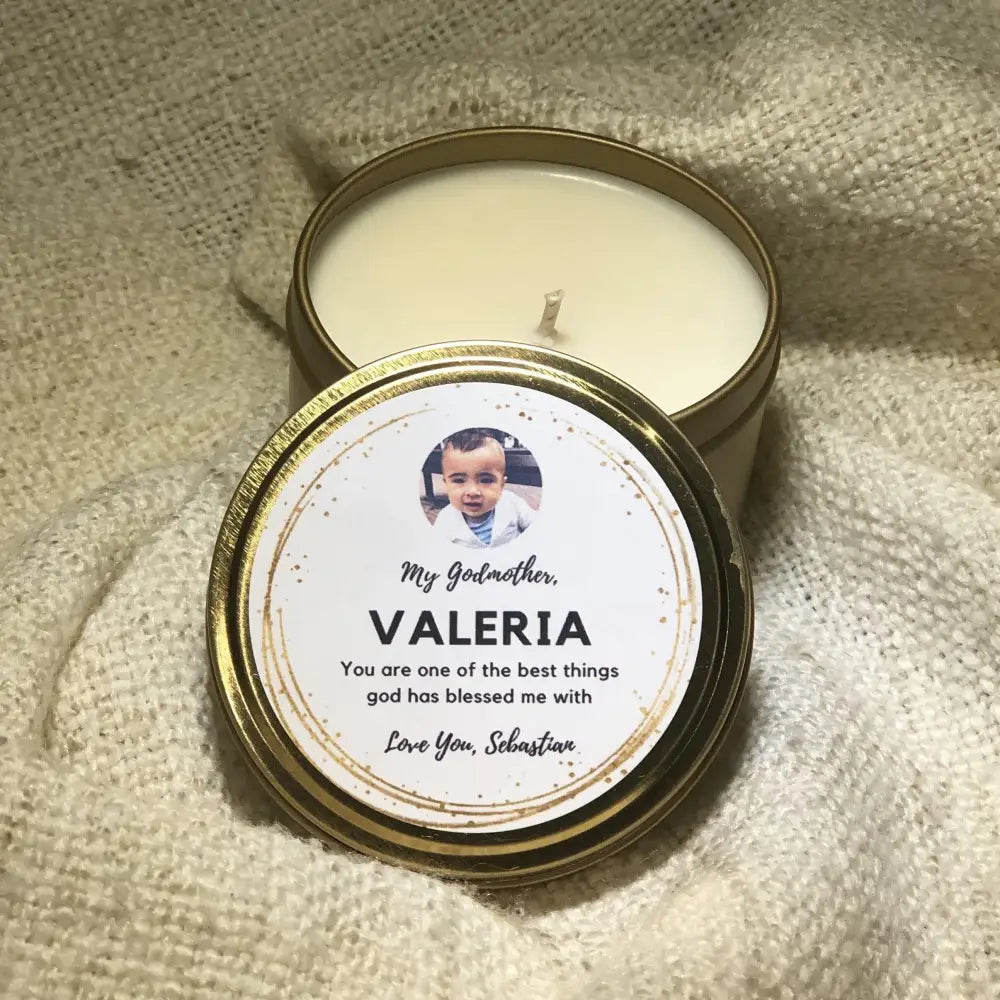 My Godmother,
VALERIA
You are one of the best things
god has blessed me with
Love You, Sebastian